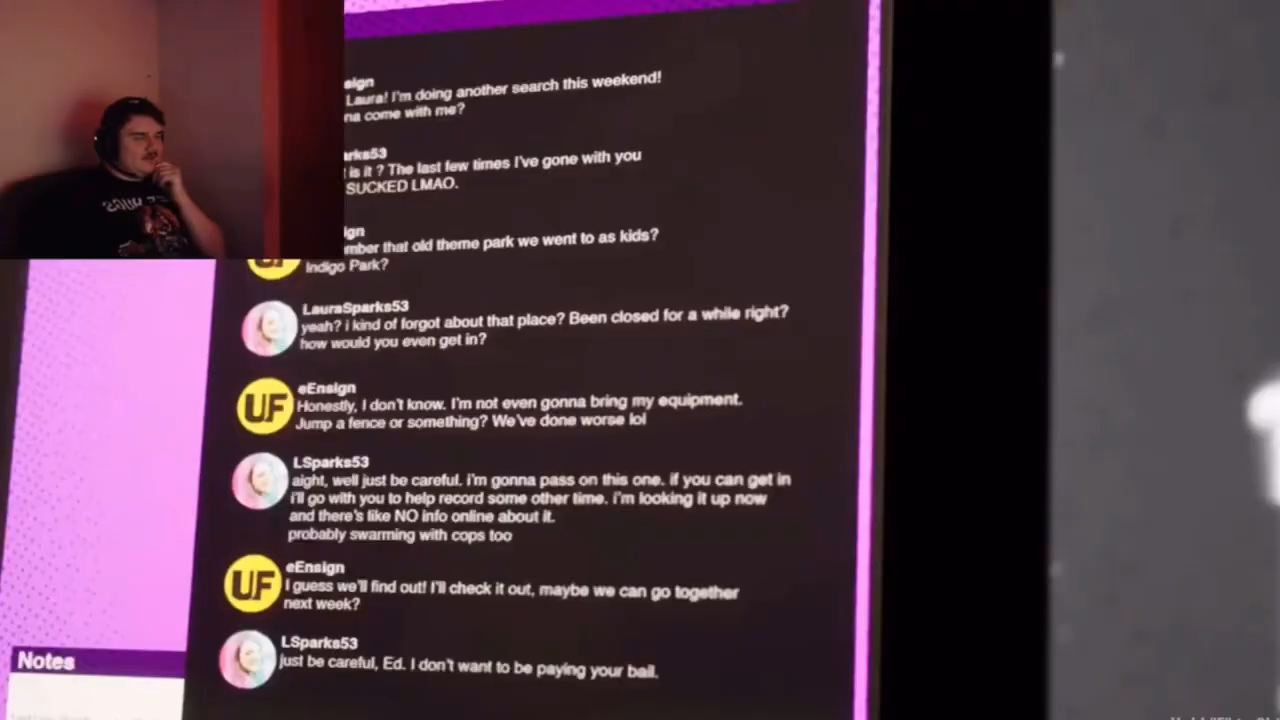 Laura! I'm doing another search this weekend!
come with me?
is it ? The last few times I've gone with you
SUCKED LMAO.
that old theme park we went to as kids?
Indigo Park?
LauraSparks53
yeah? i kind of forgot about that place? Been closed for a while right?
how would you even get in?
UF
eEnsign
Honestly, I don't know. I'm not even gonna bring my equipment.
Jump a fence or something? We've done worse lol
LSparks53
aight, well just be careful. i'm gonna pass on this one. if you can get in
i'll go with you to help record some other time. i'm looking it up now
and there's like NO info online about it.
probably swarming with cops too
UF
eEnsign
I guess we'll find out! I'll check it out, maybe we can go together
next week?
LSparks53
just be careful, Ed. I don't want to be paying your bail.
Notes